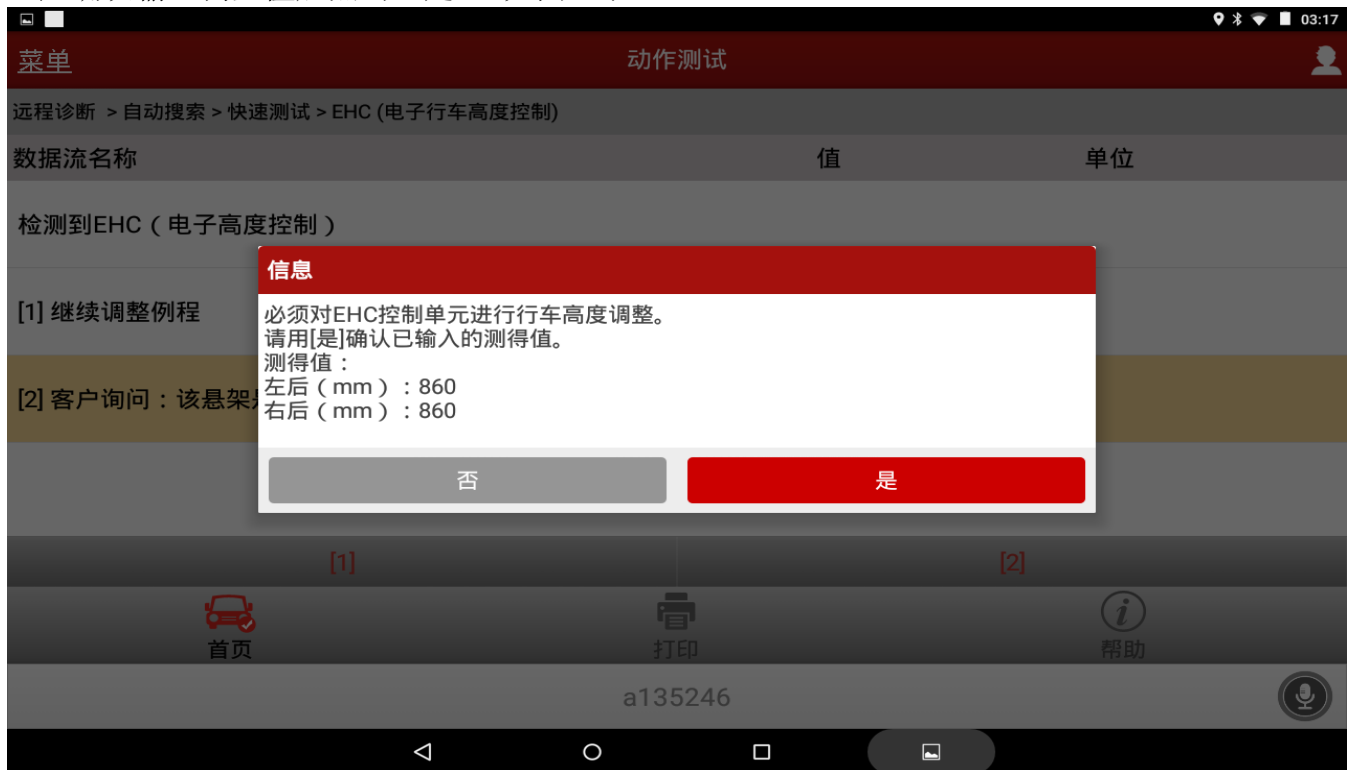 03:17
菜单
动作测试
远程诊断 > 自动搜索 > 快速测试 > EHC (电子行车高度控制)
数据流名称 值 单位
检测到EHC（电子高度控制）
信息
[1] 继续调整例程
必须对EHC控制单元进行行车高度调整。
请用[是]确认已输入的测得值。
测得值：
[2] 客户询问：该悬架
左后（mm）：860
右后（mm）：860
否 是
[1] [2]
首页 打印 帮助
a135246